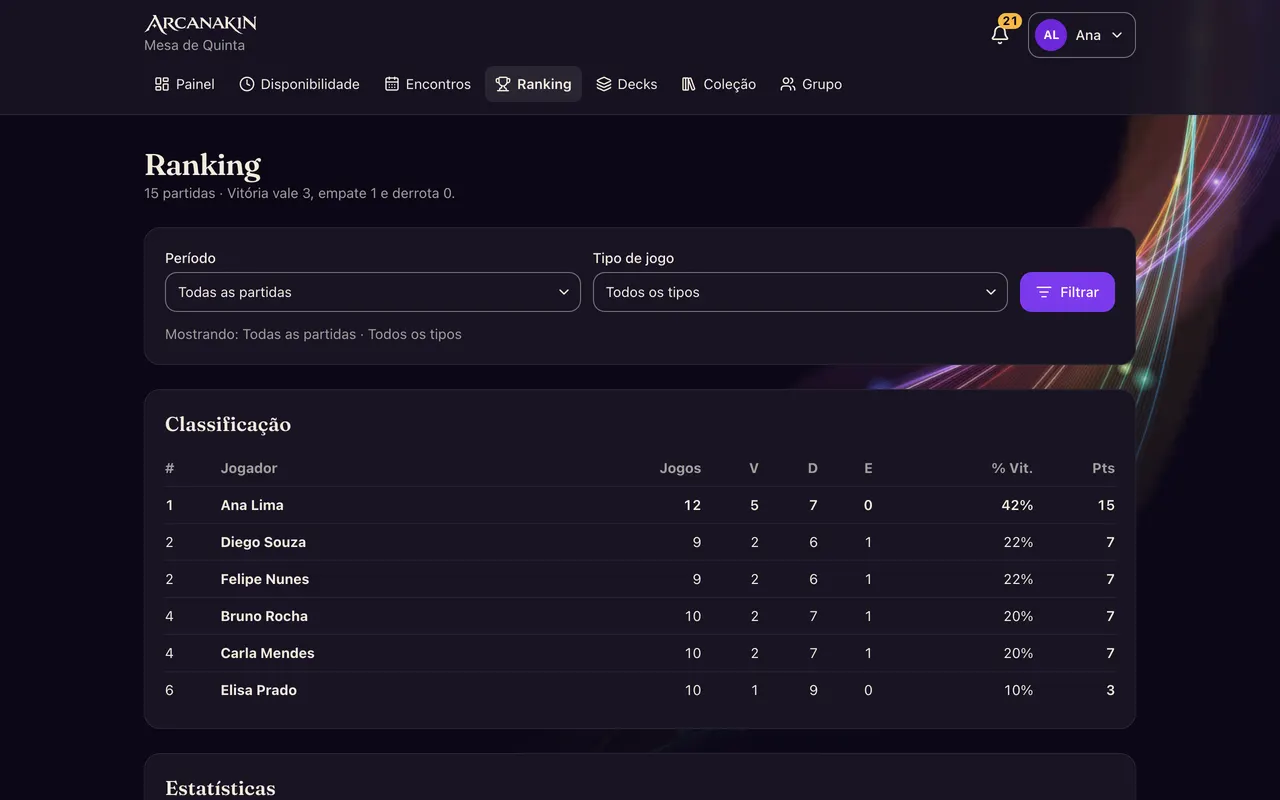 ARCANAKIN
Mesa de Quinta
21
AL Ana
Painel Disponibilidade Encontros Ranking Decks Coleção Grupo
Ranking
15 partidas · Vitória vale 3, empate 1 e derrota 0.
Período Tipo de jogo
Todas as partidas Todos os tipos Filtrar
Mostrando: Todas as partidas · Todos os tipos
Classificação
# Jogador Jogos V D E % Vit. Pts
1 Ana Lima 12 5 7 0 42% 15
2 Diego Souza 9 2 6 1 22% 7
2 Felipe Nunes 9 2 6 1 22% 7
4 Bruno Rocha 10 2 7 1 20% 7
4 Carla Mendes 10 2 7 1 20% 7
6 Elisa Prado 10 1 9 0 10% 3
Estatísticas